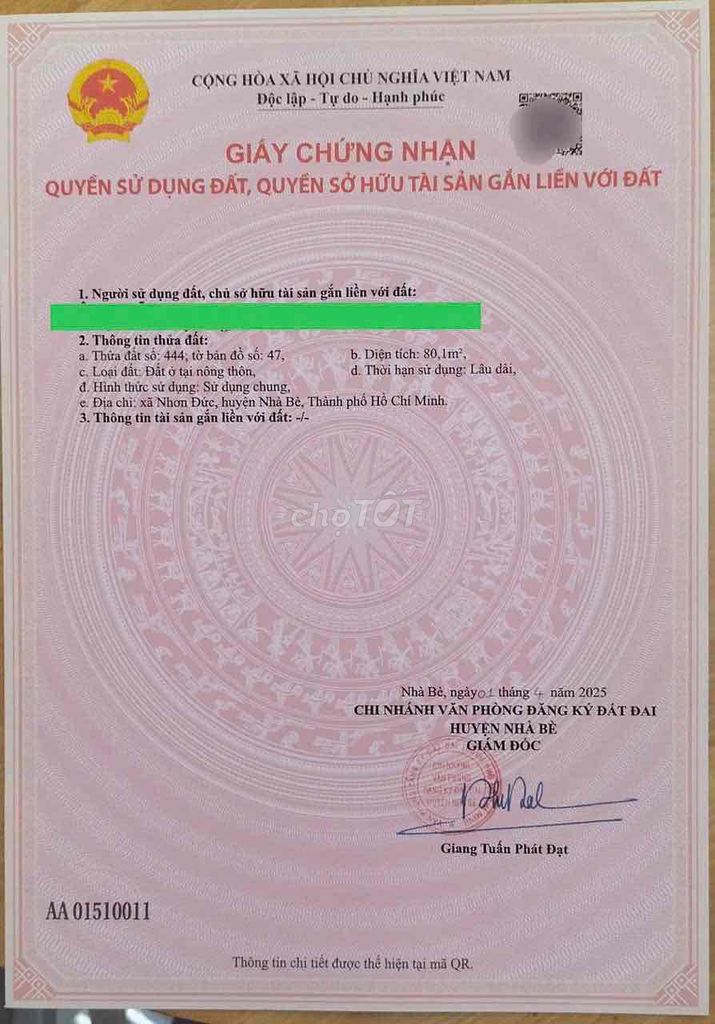 CỘNG HÒA XÃ HỘI CHỦ NGHĨA VIỆT NAM
Độc lập - Tự do - Hạnh phúc
GIẤY CHỨNG NHẬN
QUYỀN SỬ DỤNG ĐẤT, QUYỀN SỞ HỮU TÀI SẢN GẮN LIỀN VỚI ĐẤT
1. Người sử dụng đất, chủ sở hữu tài sản gắn liền với đất:
2. Thông tin thửa đất:
a. Thửa đất số: 444; tờ bản đồ số: 47, b. Diện tích: 80,1m²,
c. Loại đất: Đất ở tại nông thôn, d. Thời hạn sử dụng: Lâu dài,
đ. Hình thức sử dụng: Sử dụng chung,
e. Địa chỉ: xã Nhơn Đức, huyện Nhà Bè, Thành phố Hồ Chí Minh.
3. Thông tin tài sản gắn liền với đất: -/-
chợTỐT
Nhà Bè, ngày 01 tháng 4 năm 2025
CHI NHÁNH VĂN PHÒNG ĐĂNG KÝ ĐẤT ĐAI
HUYỆN NHÀ BÈ
GIÁM ĐỐC
CHI NHÁNH
VĂN PHÒNG
Giang Tuấn Phát Đạt
AA 01510011
Thông tin chi tiết được thể hiện tại mã QR.